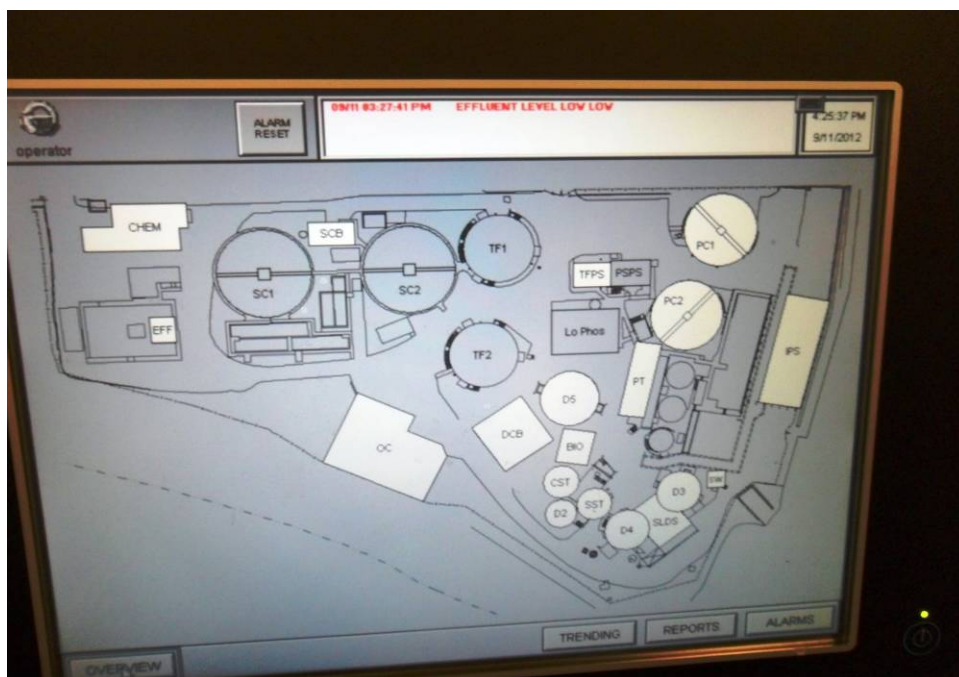 operator
ALARM
RESET
09/11 03:27:41 PM EFFLUENT LEVEL LOW LOW
4:25:37 PM
9/11/2012
CHEM
SCB
SC1
SC2
TF1
PC1
TFPS
PSPS
PC2
EFF
Lo Phos
TF2
IPS
PT
D5
DCB
BIO
OC
CST
D2
SST
D3
SW
D4
SLDS
TRENDING
REPORTS
ALARMS
OVERVIEW